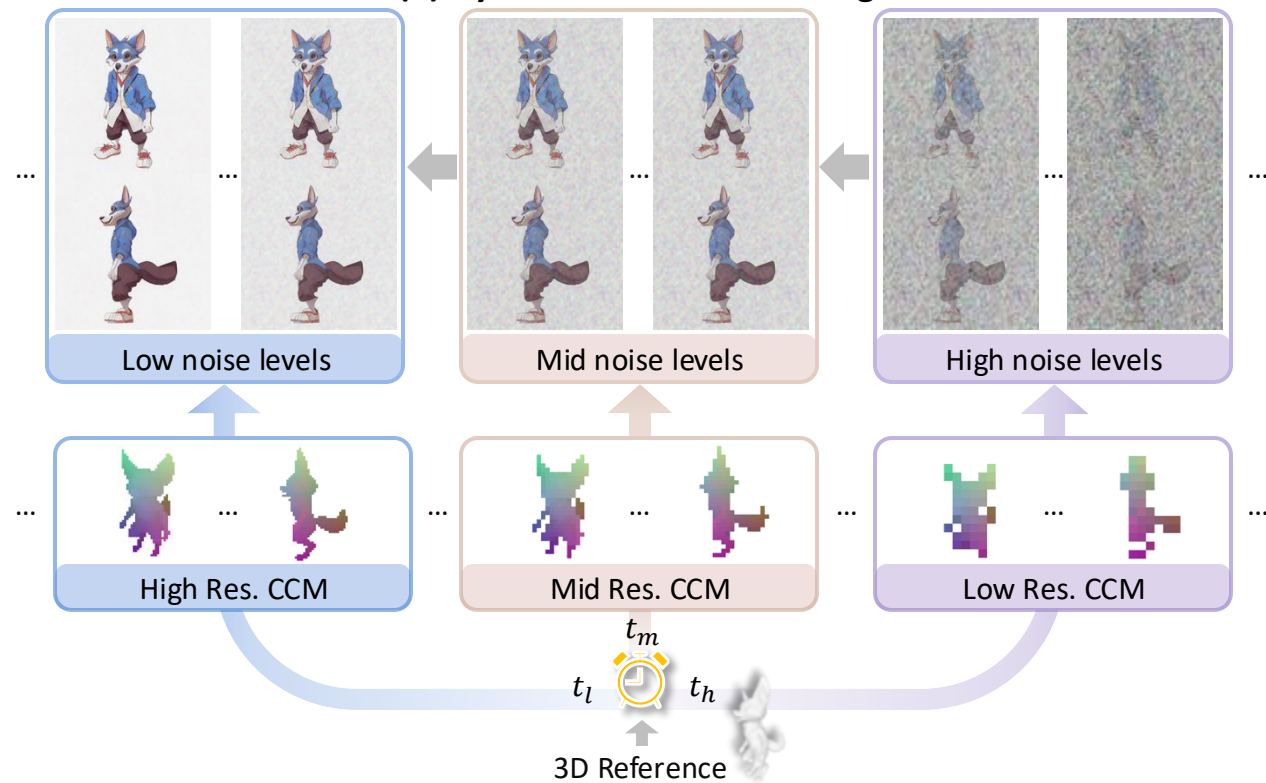 ... ... ... ... ...
Low noise levels Mid noise levels High noise levels
... ... ... ... ... ... ...
High Res. CCM Mid Res. CCM Low Res. CCM
t_m
t_l t_h
3D Reference